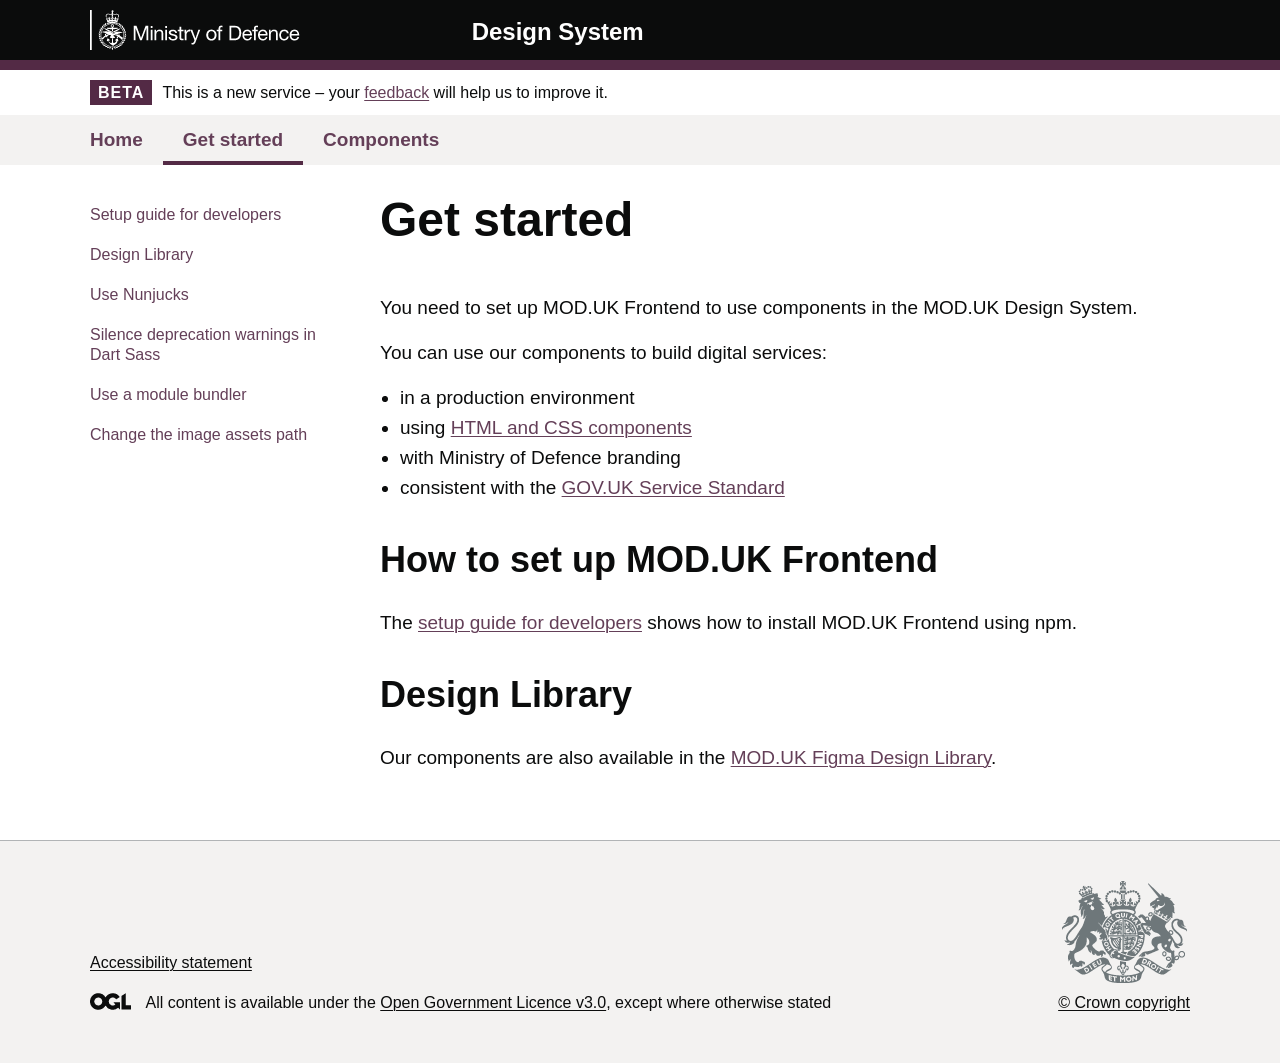 Ministry of Defence
Design System
BETA This is a new service – your feedback will help us to improve it.
Home Get started Components
Setup guide for developers
Design Library
Use Nunjucks
Silence deprecation warnings in
Dart Sass
Use a module bundler
Change the image assets path
Get started
You need to set up MOD.UK Frontend to use components in the MOD.UK Design System.
You can use our components to build digital services:
• in a production environment
• using HTML and CSS components
• with Ministry of Defence branding
• consistent with the GOV.UK Service Standard
How to set up MOD.UK Frontend
The setup guide for developers shows how to install MOD.UK Frontend using npm.
Design Library
Our components are also available in the MOD.UK Figma Design Library.
Accessibility statement
OGL All content is available under the Open Government Licence v3.0, except where otherwise stated
DIEU ET MON DROIT
© Crown copyright